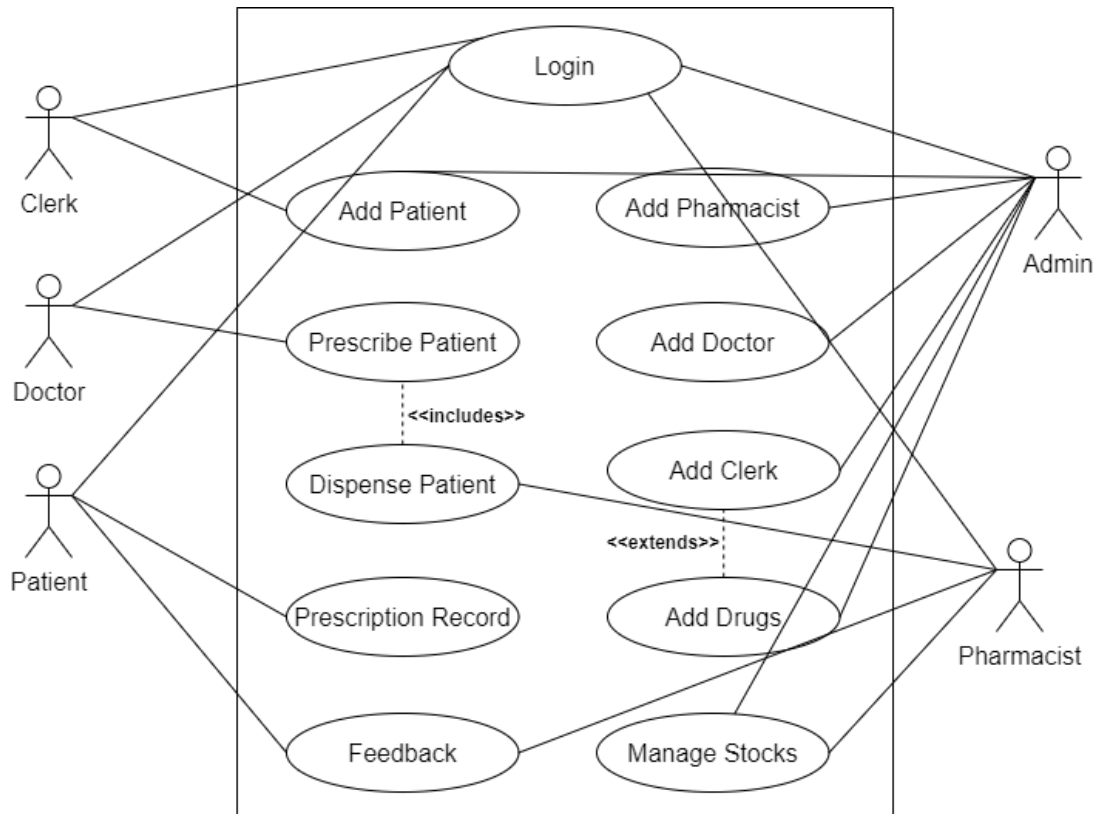 Login
Clerk
Add Patient
Add Pharmacist
Admin
Doctor
Prescribe Patient
Add Doctor
<<includes>>
Dispense Patient
Add Clerk
<<extends>>
Patient
Prescription Record
Add Drugs
Pharmacist
Feedback
Manage Stocks